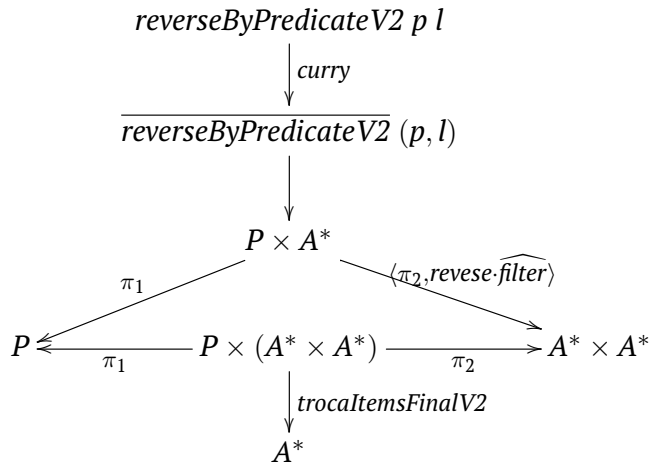 reverseByPredicateV2 p l
curry
reverseByPredicateV2 (p, l)
P × A*
π₁
⟨π₂,revese·filter⟩
P
π₁
P × (A* × A*)
π₂
A* × A*
trocaItemsFinalV2
A*